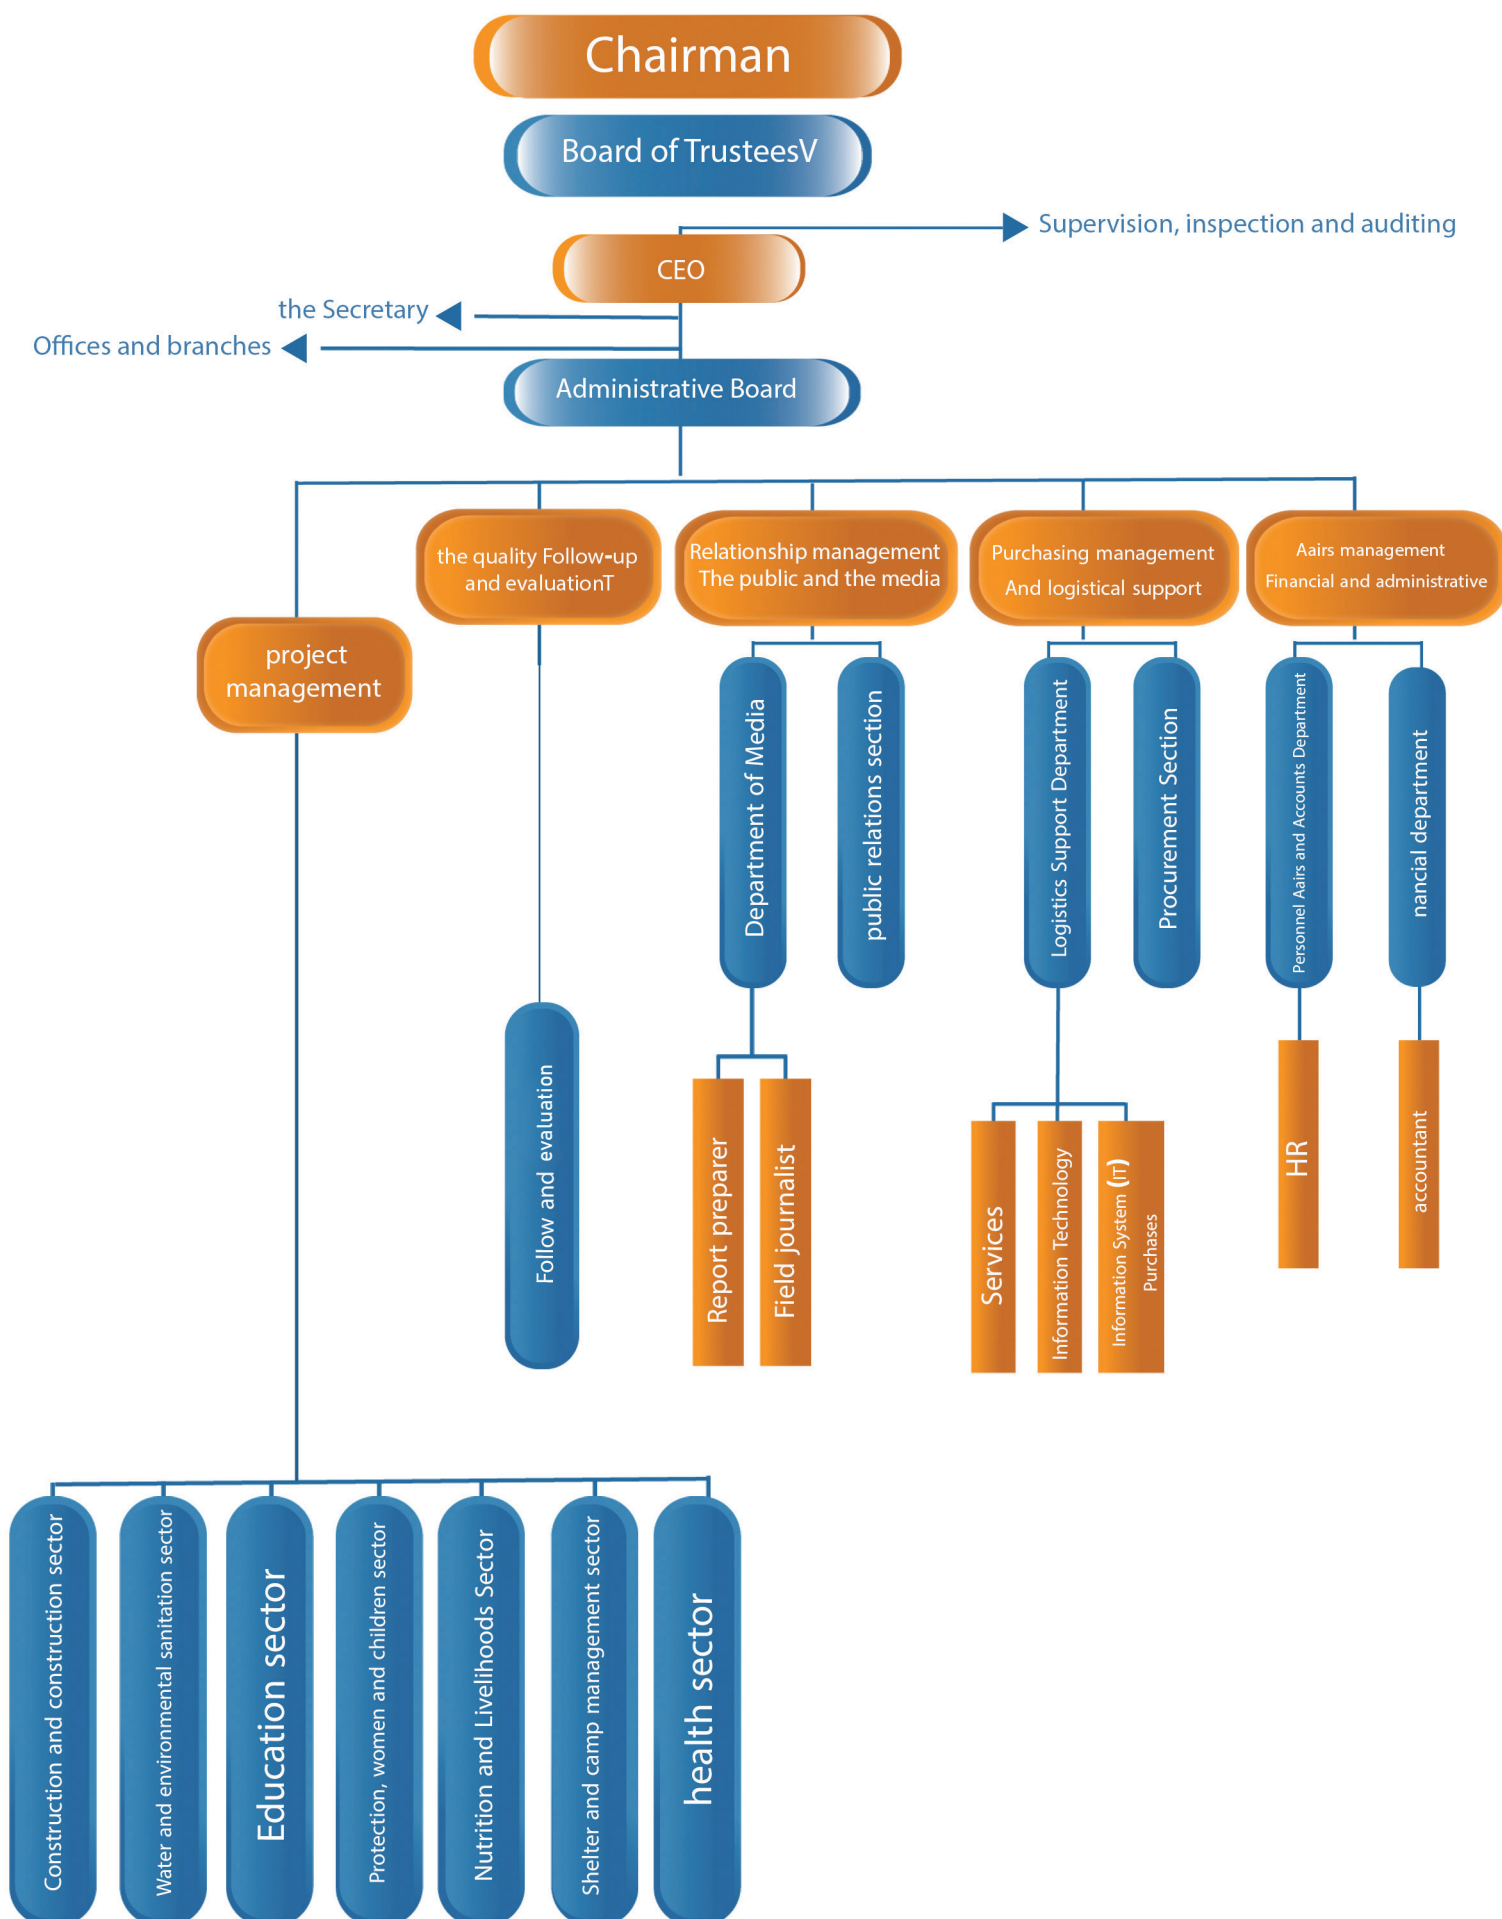 Chairman
Board of TrusteesV
Supervision, inspection and auditing
CEO
the Secretary
Offices and branches
Administrative Board
the quality Follow-up
and evaluationT
Relationship management
The public and the media
Purchasing management
And logistical support
Aairs management
Financial and administrative
project
management
Department of Media
public relations section
Logistics Support Department
Procurement Section
Personnel Aairs and Accounts Department
nancial department
Follow and evaluation
Report preparer
Field journalist
Services
Information Technology
Information System (IT)
Purchases
HR
accountant
Construction and construction sector
Water and environmental sanitation sector
Education sector
Protection, women and children sector
Nutrition and Livelihoods Sector
Shelter and camp management sector
health sector